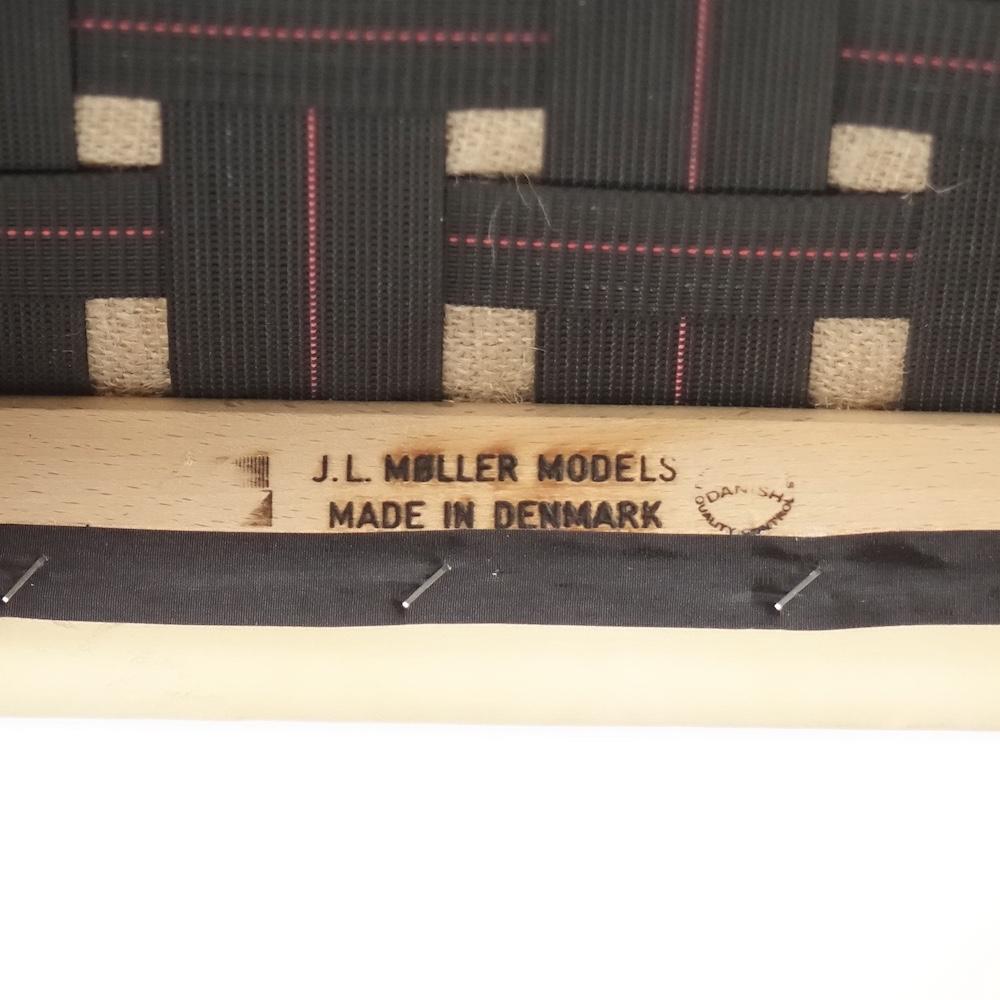 J.L. MØLLER MODELS
MADE IN DENMARK
DANISH
QUALITY CONTROL